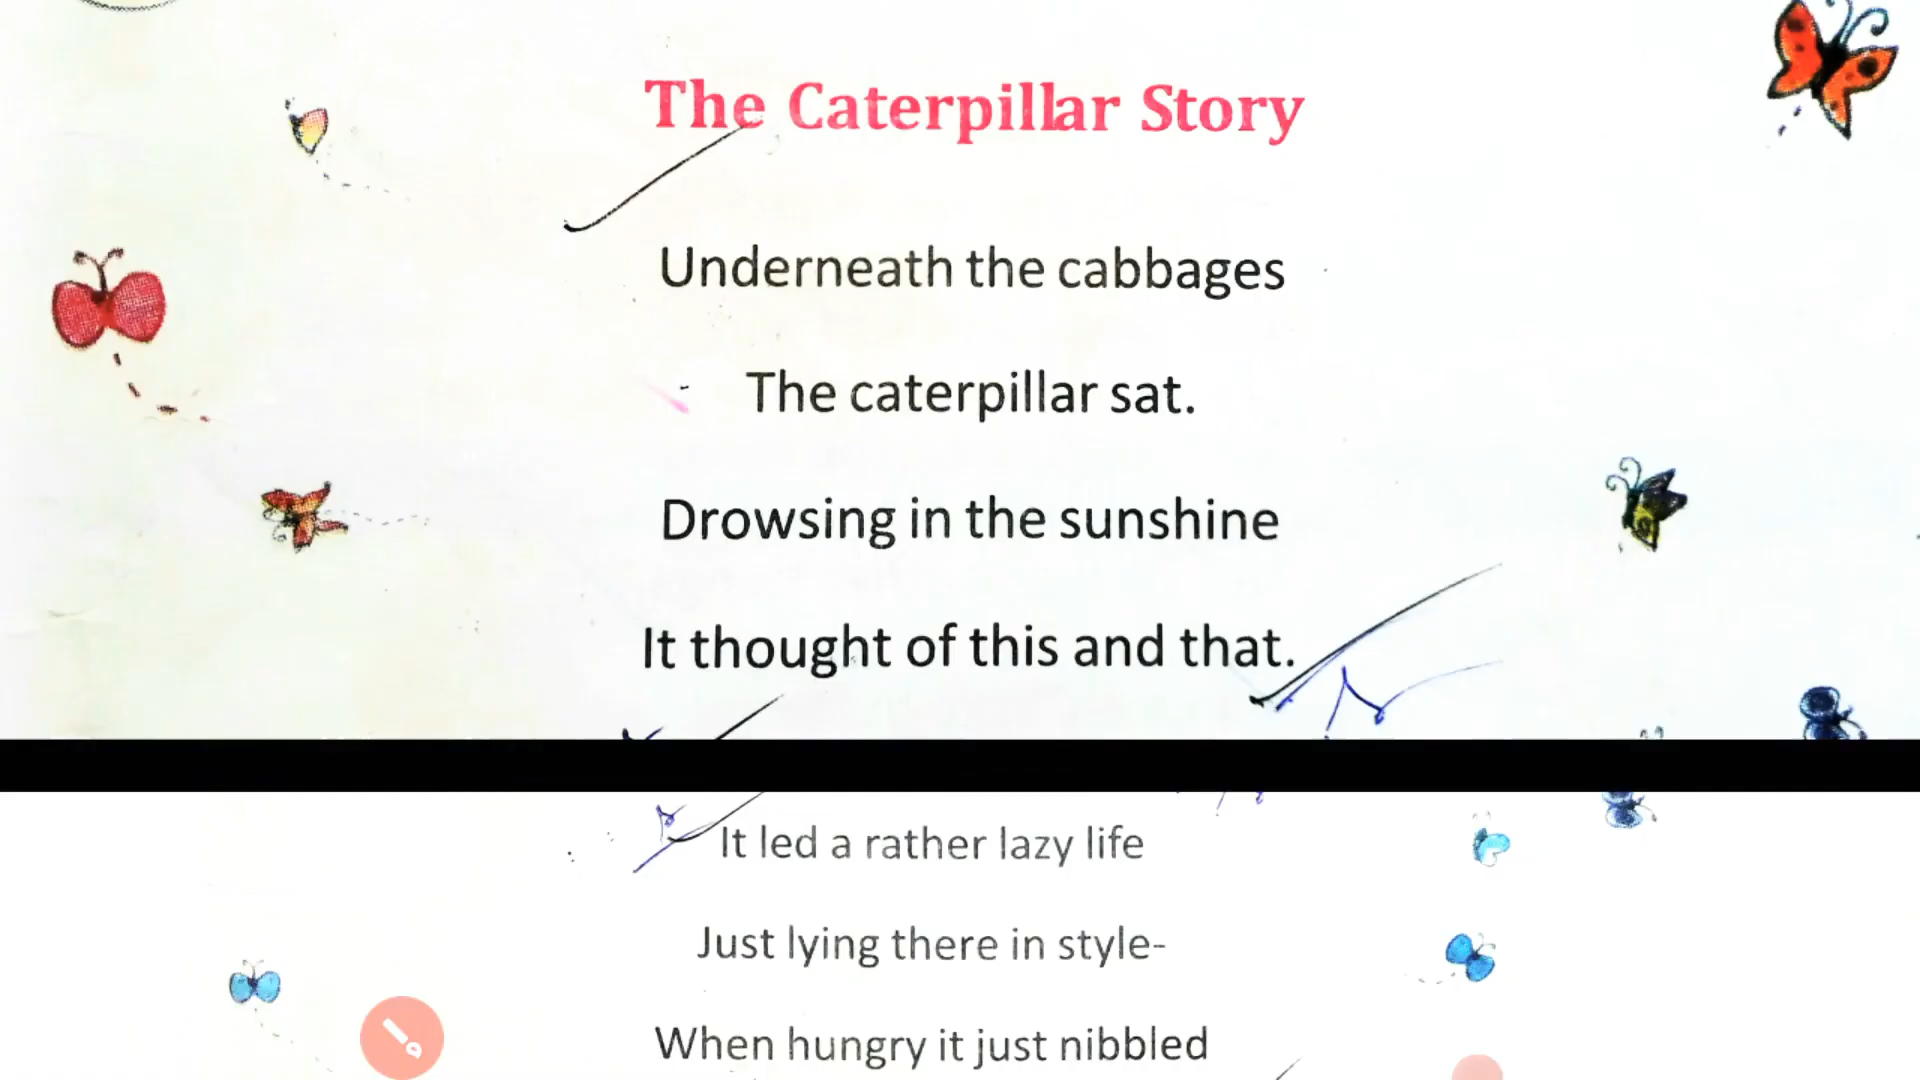 The Caterpillar Story
Underneath the cabbages
The caterpillar sat.
Drowsing in the sunshine
It thought of this and that.
It led a rather lazy life
Just lying there in style-
When hungry it just nibbled